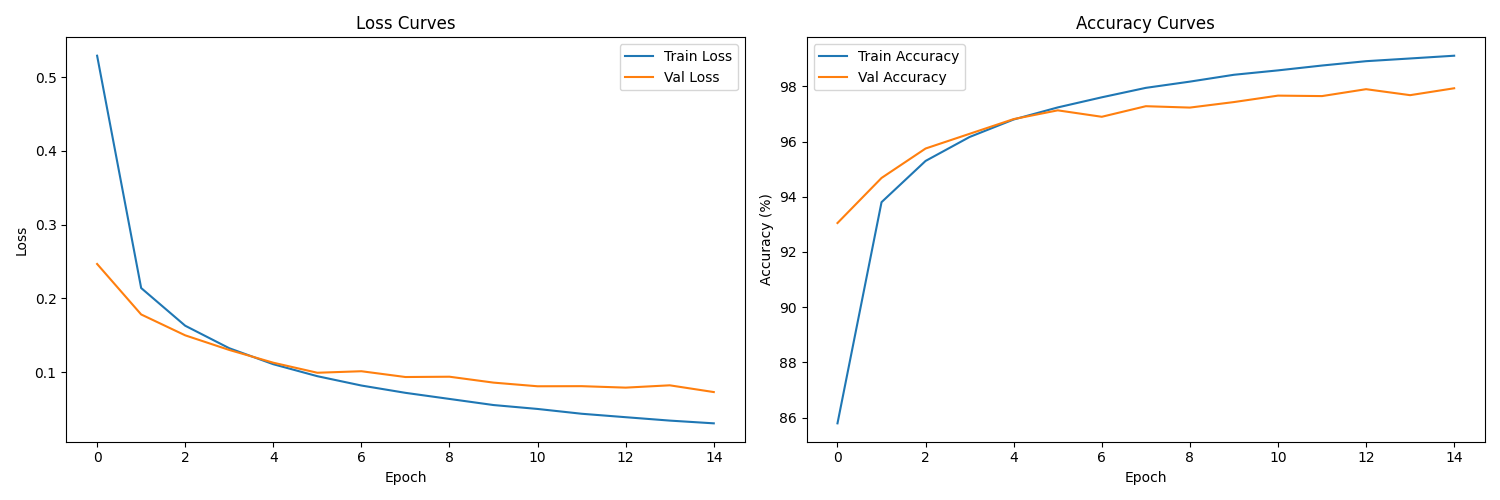 Loss Curves
Train Loss
Val Loss
0.5
0.4
0.3
0.2
0.1
Loss
0 2 4 6 8 10 12 14
Epoch
Accuracy Curves
Train Accuracy
Val Accuracy
98
96
94
92
90
88
86
Accuracy (%)
0 2 4 6 8 10 12 14
Epoch